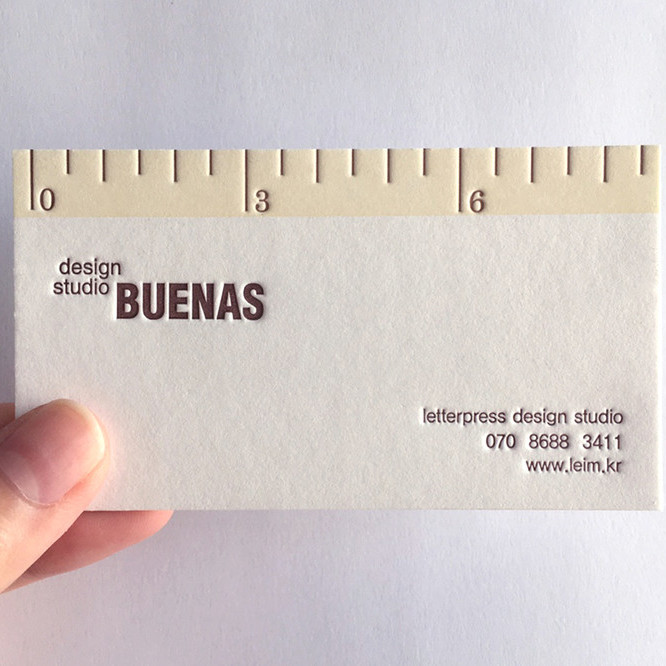 0 3 6
design
studio BUENAS
letterpress design studio
070 8688 3411
www.leim.kr